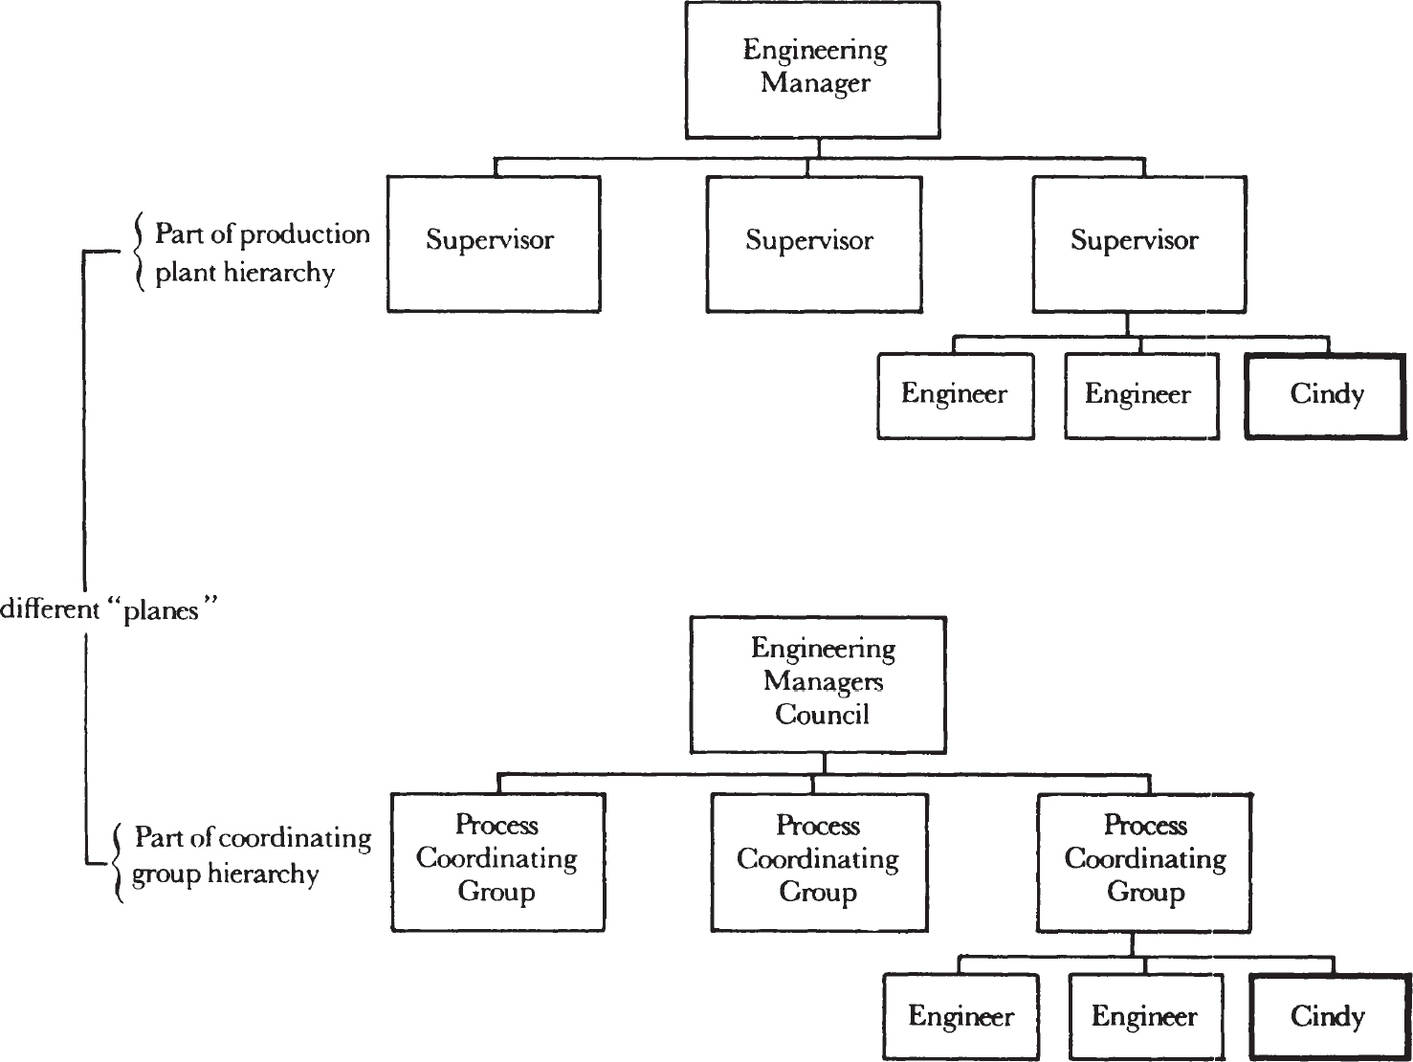 Engineering
Manager
Part of production
plant hierarchy
Supervisor
Supervisor
Supervisor
Engineer
Engineer
Cindy
different “planes”
Engineering
Managers
Council
Part of coordinating
group hierarchy
Process
Coordinating
Group
Process
Coordinating
Group
Process
Coordinating
Group
Engineer
Engineer
Cindy